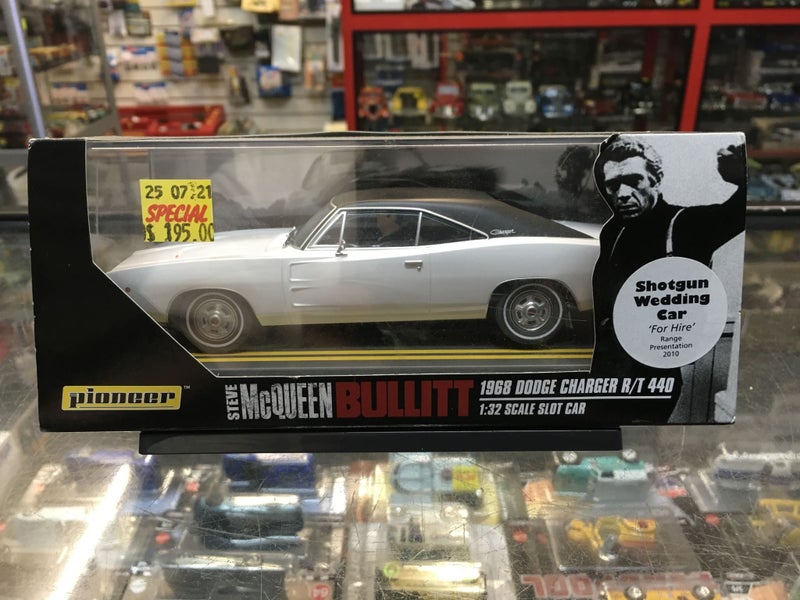 25 07 21
SPECIAL
$ 195.00
Charger
Shotgun
Wedding
Car
'For Hire'
Range
Presentation
2010
pioneer™
STEVE McQUEEN BULLITT
1968 DODGE CHARGER R/T 440
1:32 SCALE SLOT CAR